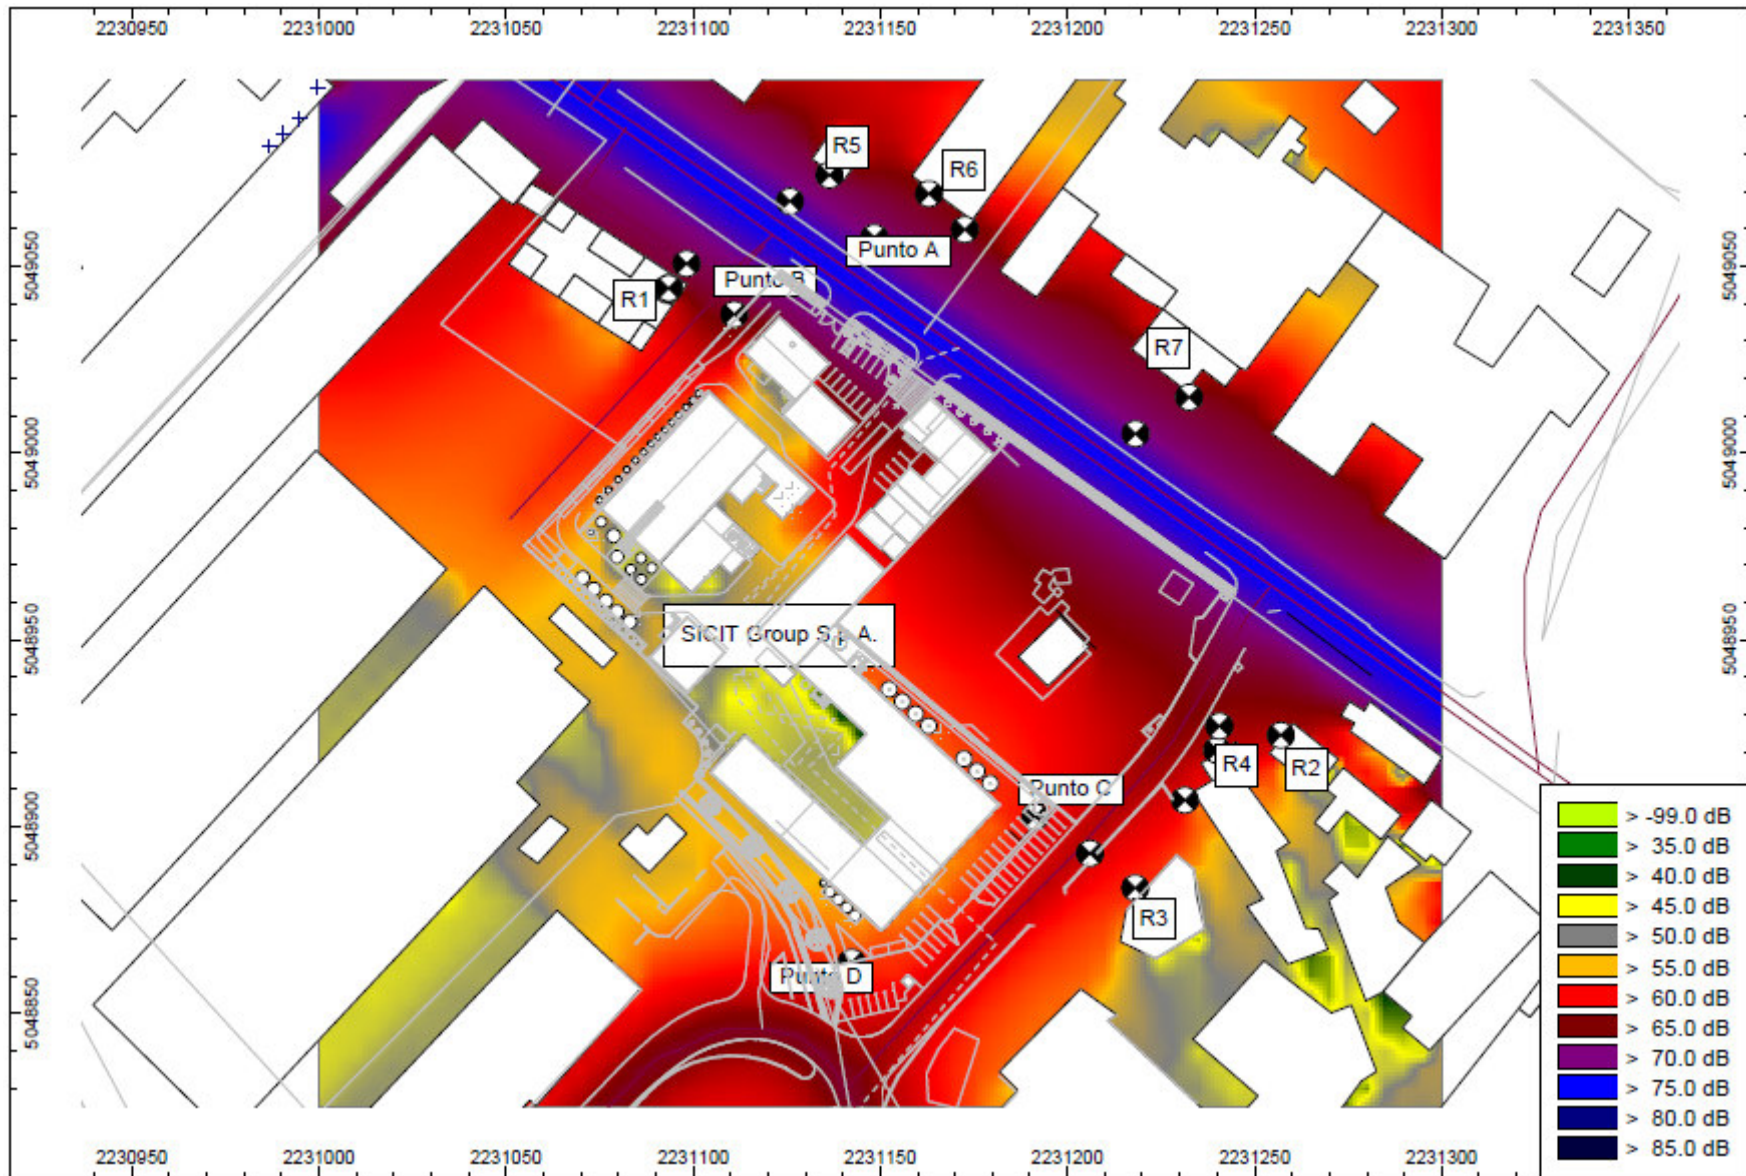 2230950 2231000 2231050 2231100 2231150 2231200 2231250 2231300 2231350
R5
R6
Punto A
5049050
5049050
Punto B
R1
R7
5049000
5049000
SICIT Group S.p.A.
5048950
5048950
R4
R2
Punto C
5048900
> -99.0 dB
> 35.0 dB
> 40.0 dB
> 45.0 dB
R3
> 50.0 dB
> 55.0 dB
Punto D
> 60.0 dB
5048850
> 65.0 dB
> 70.0 dB
> 75.0 dB
> 80.0 dB
> 85.0 dB
2230950 2231000 2231050 2231100 2231150 2231200 2231250 2231300